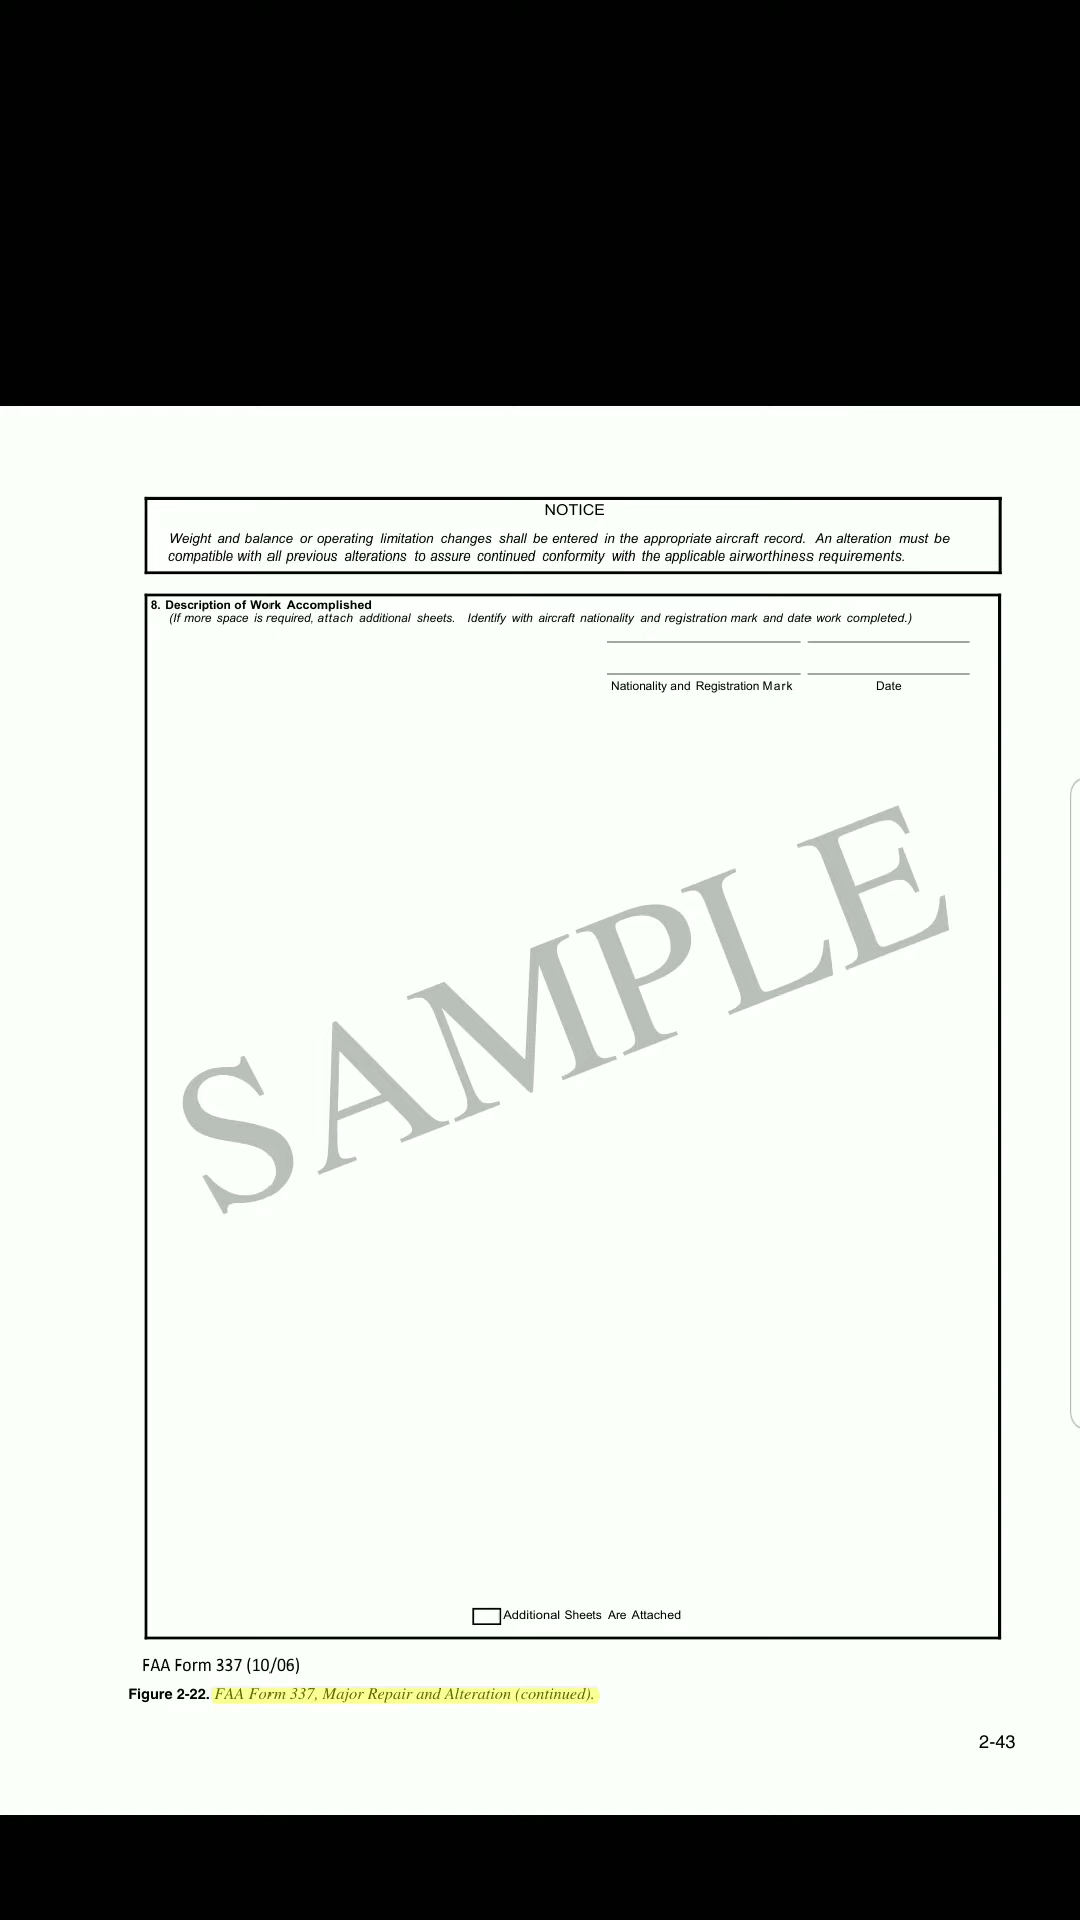 NOTICE
Weight and balance or operating limitation changes shall be entered in the appropriate aircraft record. An alteration must be
compatible with all previous alterations to assure continued conformity with the applicable airworthiness requirements.
8. Description of Work Accomplished
(If more space is required, attach additional sheets. Identify with aircraft nationality and registration mark and date work completed.)
Nationality and Registration Mark Date
SAMPLE
Additional Sheets Are Attached
FAA Form 337 (10/06)
Figure 2-22. FAA Form 337, Major Repair and Alteration (continued).
2-43